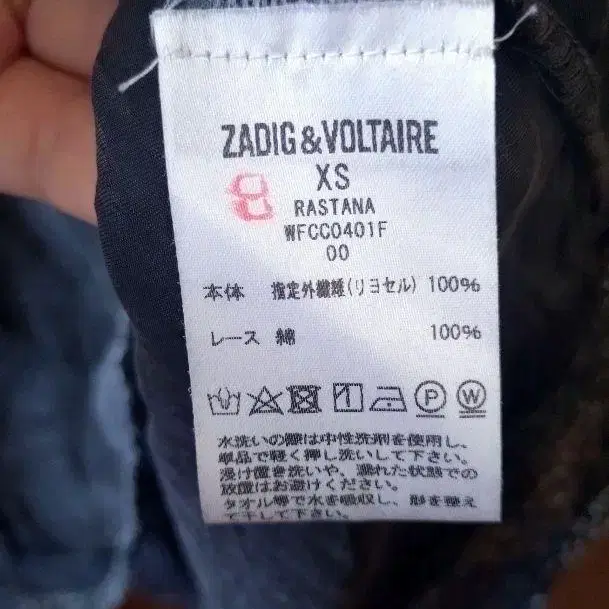 ZADIG&VOLTAIRE
XS
RASTANA
WFCC0401F
00
本体 指定外繊維(リヨセル) 100%
レース 綿 100%
P W
水洗いの際は中性洗剤を使用し、
単品で軽く押し洗いして下さい。
浸け置き洗いや、濡れた状態での
放置はお避けください。
タオル等で水を吸収し、形を整え
て干して下さい。